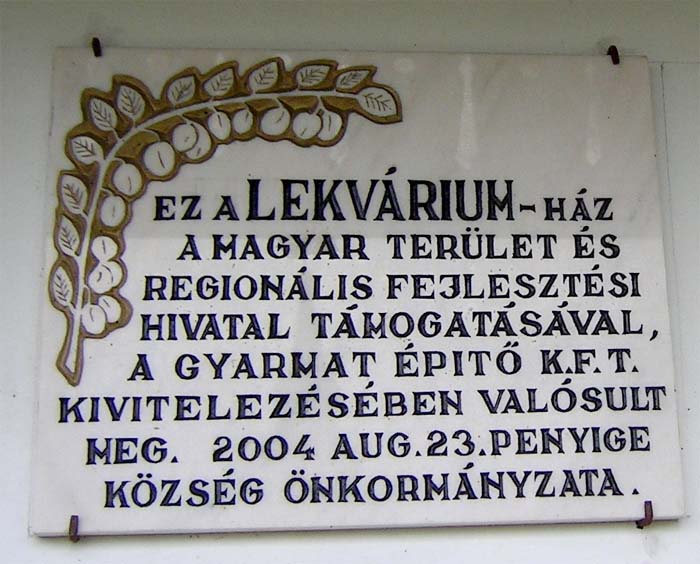 EZ A LEKVÁRIUM-HÁZ
A MAGYAR TERÜLET ÉS
REGIONÁLIS FEJLESZTÉSI
HIVATAL TÁMOGATÁSÁVAL,
A GYARMAT ÉPITŐ K.F.T.
KIVITELEZÉSÉBEN VALÓSULT
MEG. 2004 AUG.23.PENYIGE
KÖZSÉG ÖNKORMÁNYZATA.